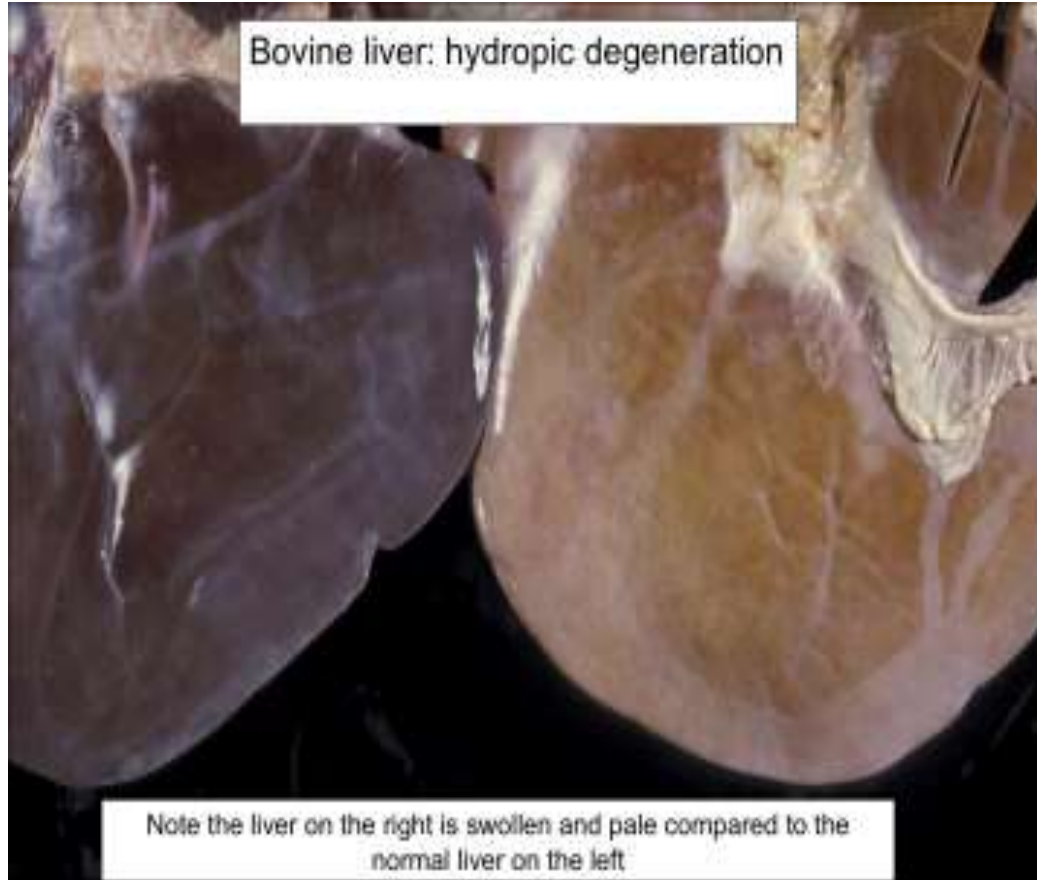 Bovine liver: hydropic degeneration
Note the liver on the right is swollen and pale compared to the
normal liver on the left